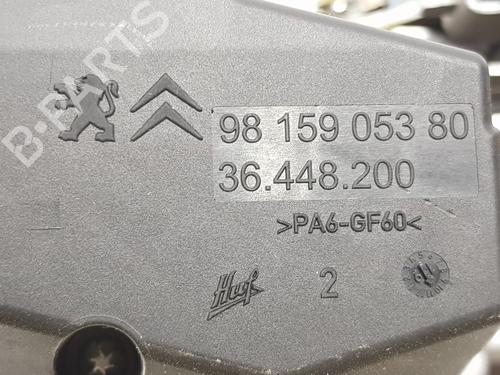 B-PARTS
98 159 053 80
36.448.200
>PA6-GF60<
Huf
2